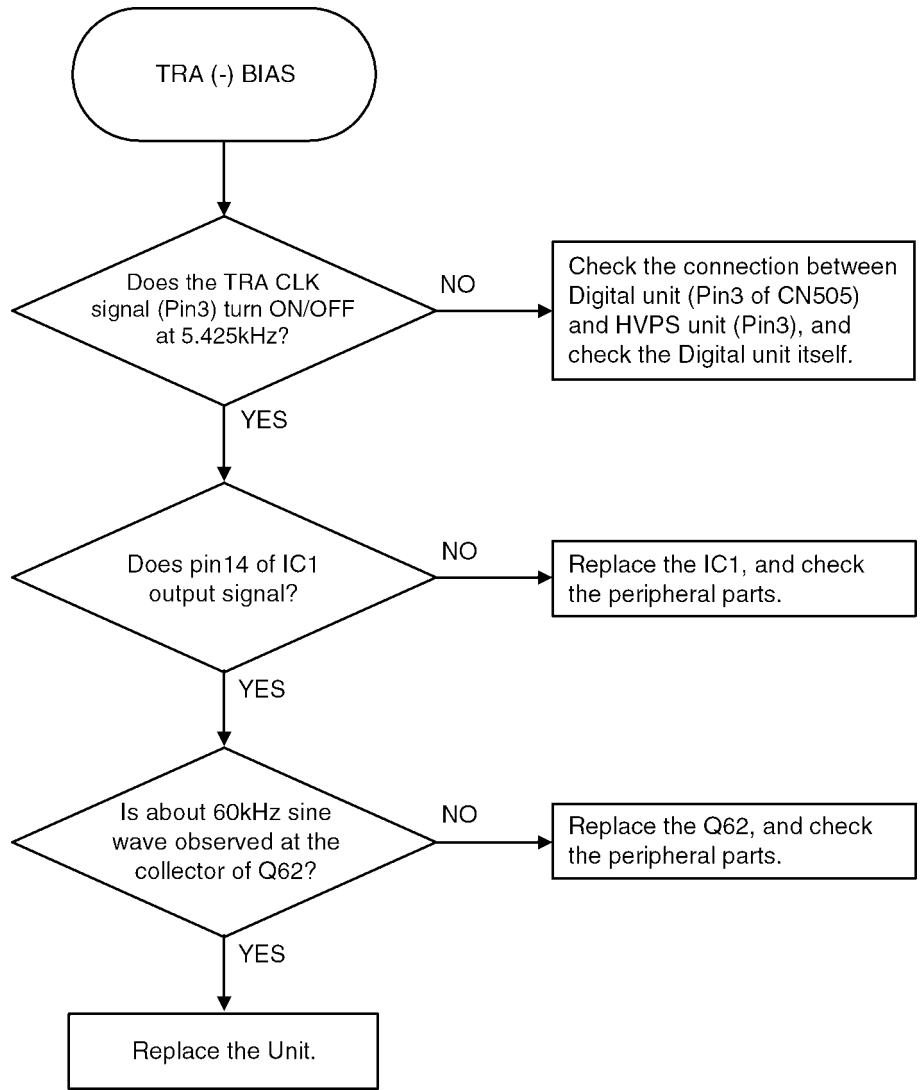 TRA (-) BIAS
Does the TRA CLK
signal (Pin3) turn ON/OFF
at 5.425kHz?
NO
Check the connection between
Digital unit (Pin3 of CN505)
and HVPS unit (Pin3), and
check the Digital unit itself.
YES
Does pin14 of IC1
output signal?
NO
Replace the IC1, and check
the peripheral parts.
YES
Is about 60kHz sine
wave observed at the
collector of Q62?
NO
Replace the Q62, and check
the peripheral parts.
YES
Replace the Unit.